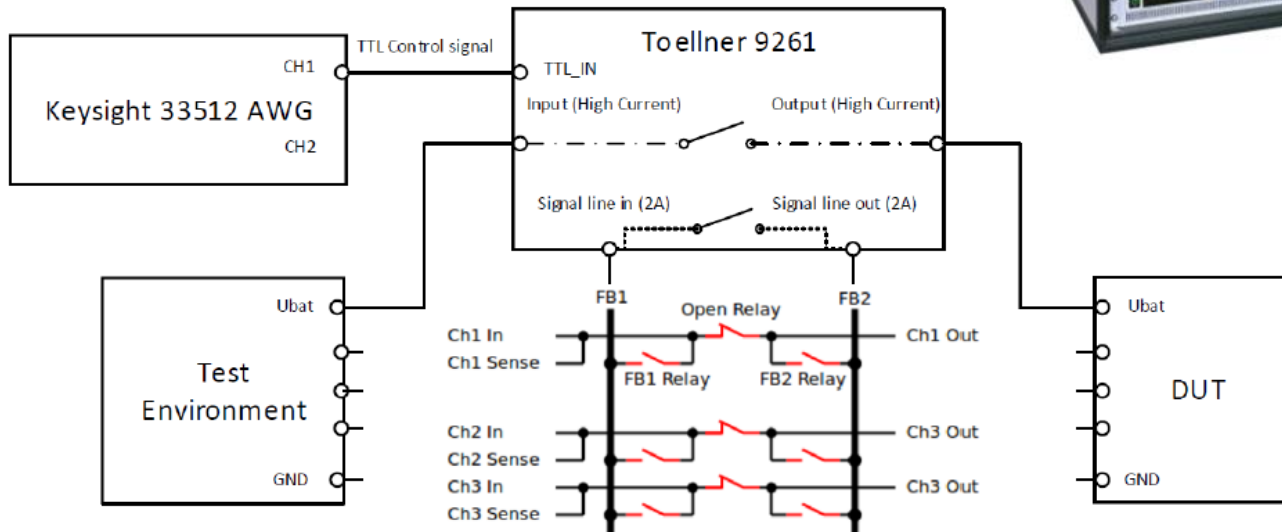 Toellner 9261
TTL Control signal
CH1
TTL_IN
Keysight 33512 AWG
Input (High Current)
Output (High Current)
CH2
Signal line in (2A)
Signal line out (2A)
Ubat
FB1
FB2
Ubat
Open Relay
Ch1 In
Ch1 Out
Ch1 Sense
FB1 Relay
FB2 Relay
Test
Environment
DUT
Ch2 In
Ch3 Out
Ch2 Sense
GND
Ch3 In
Ch3 Out
GND
Ch3 Sense